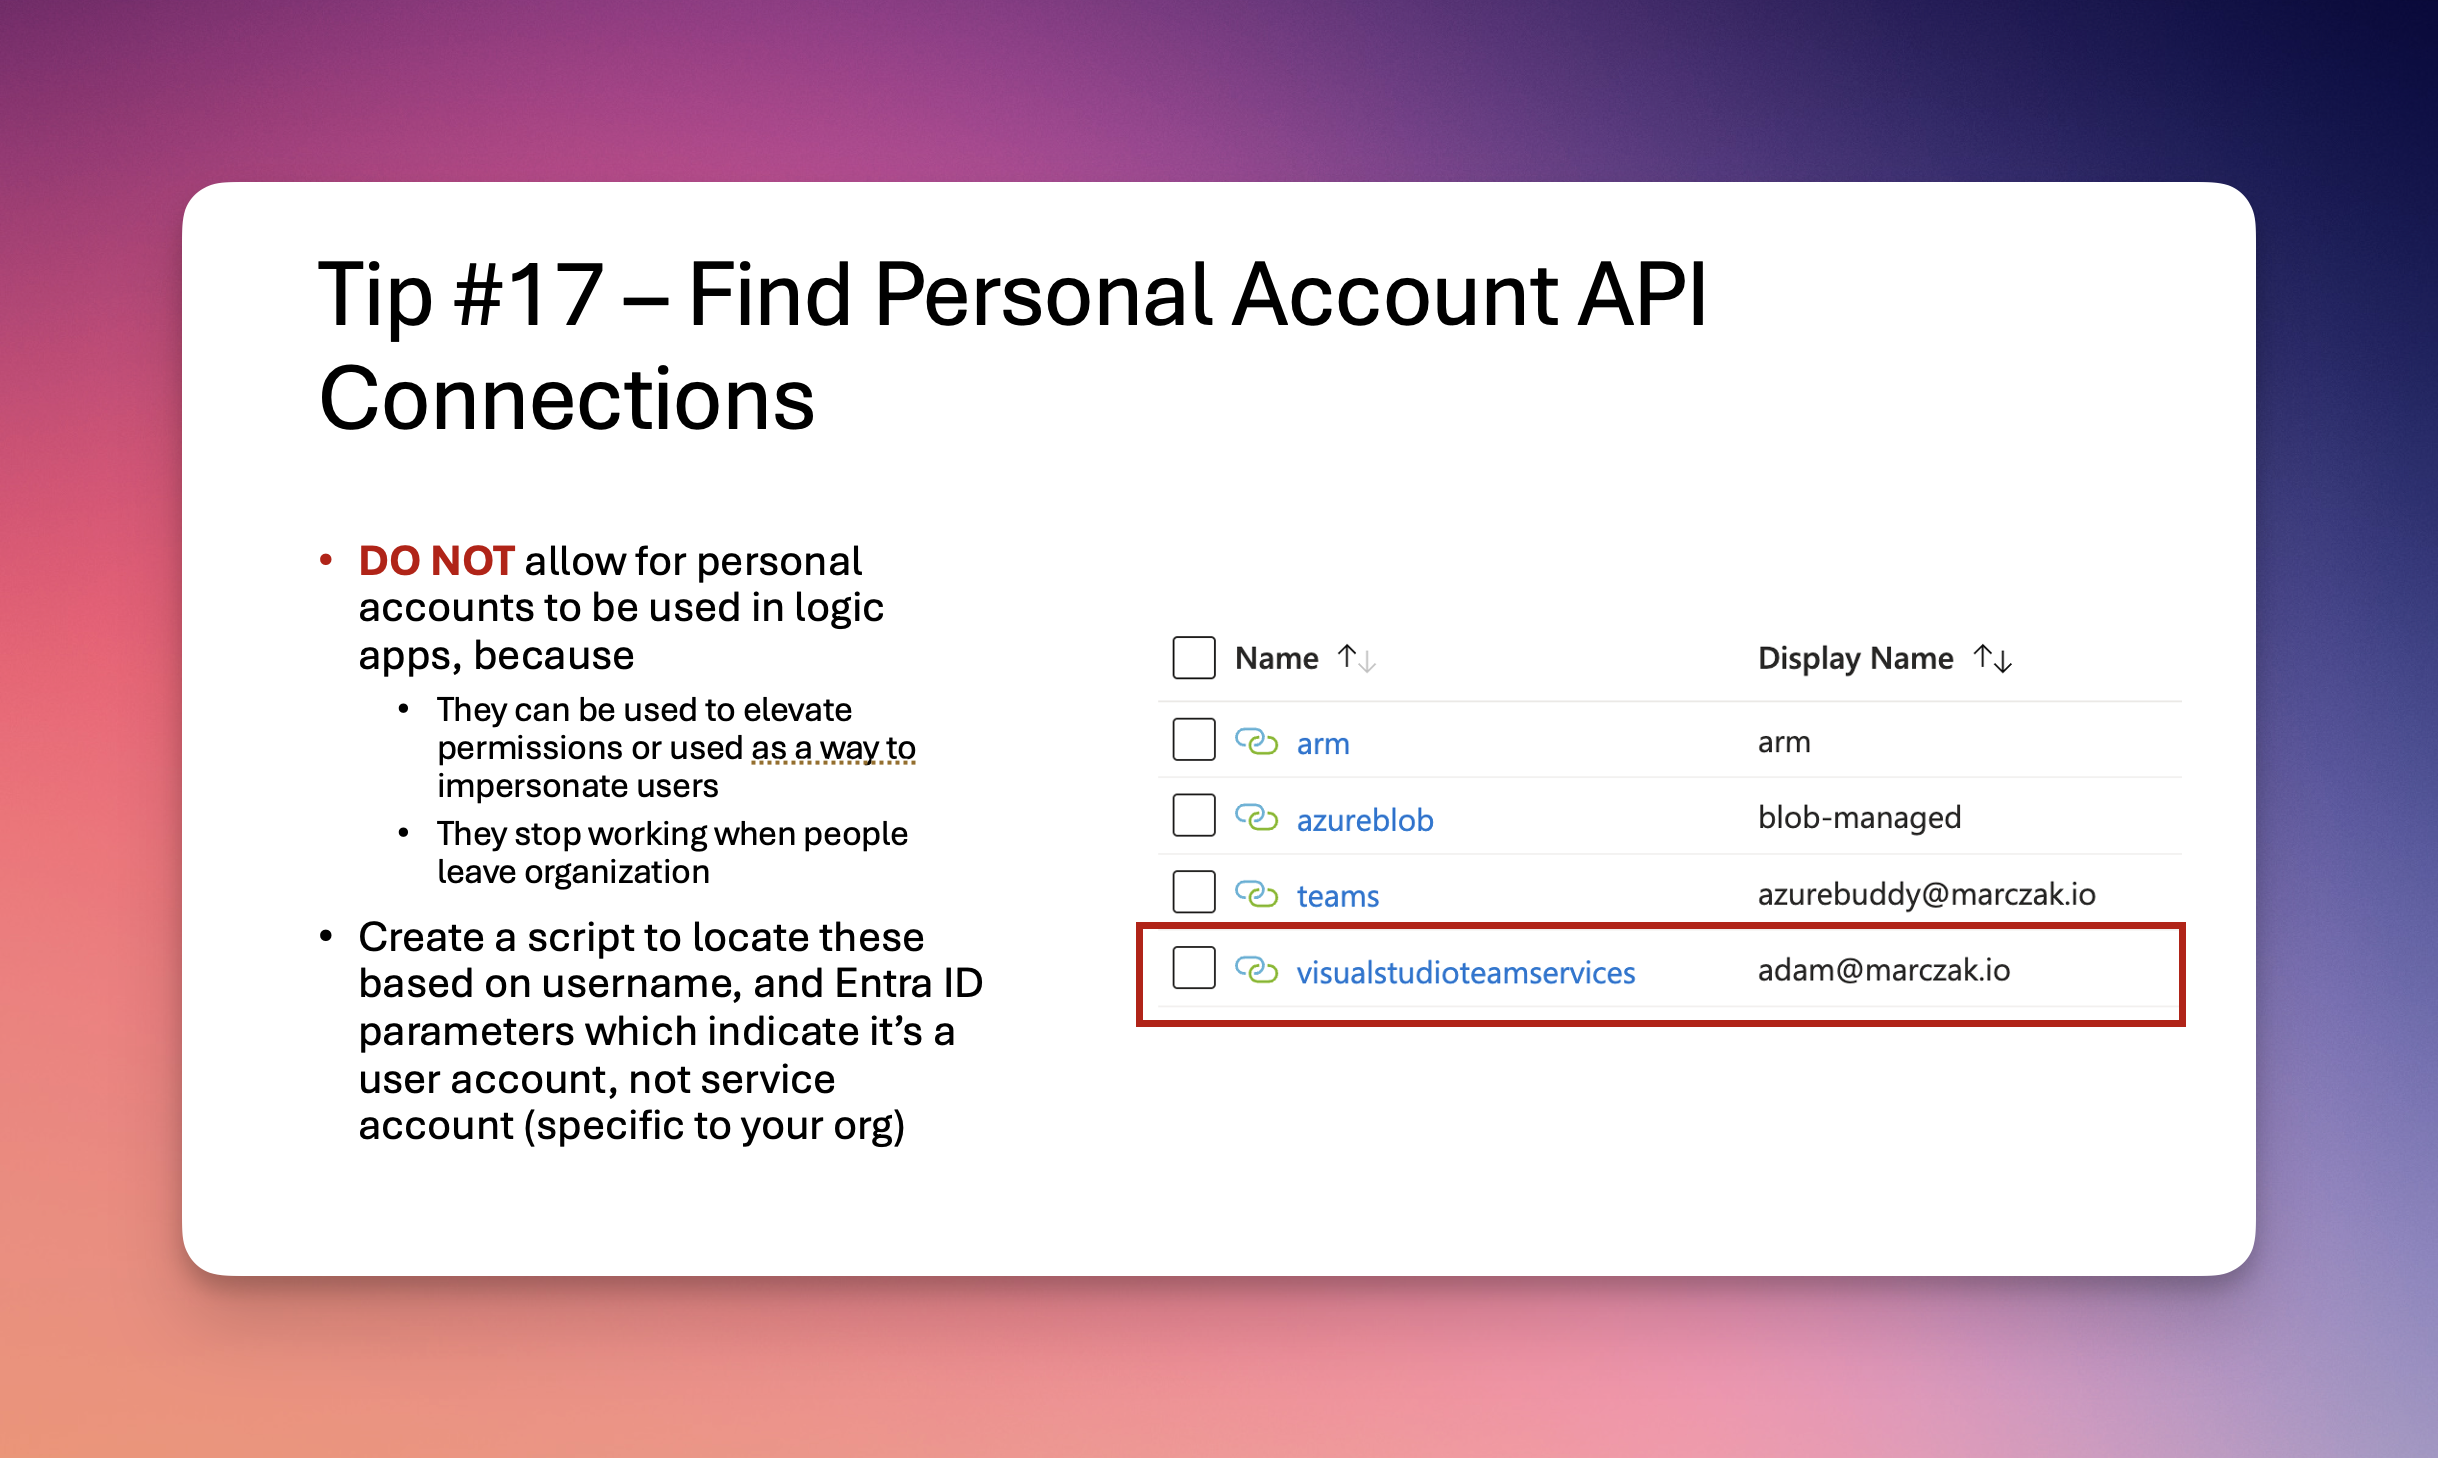 Tip #17 – Find Personal Account API
Connections
• DO NOT allow for personal
accounts to be used in logic
apps, because
• They can be used to elevate
permissions or used as a way to
impersonate users
• They stop working when people
leave organization
• Create a script to locate these
based on username, and Entra ID
parameters which indicate it’s a
user account, not service
account (specific to your org)
Name ↑↓ Display Name ↑↓
arm arm
azureblob blob-managed
teams azurebuddy@marczak.io
visualstudioteamservices adam@marczak.io